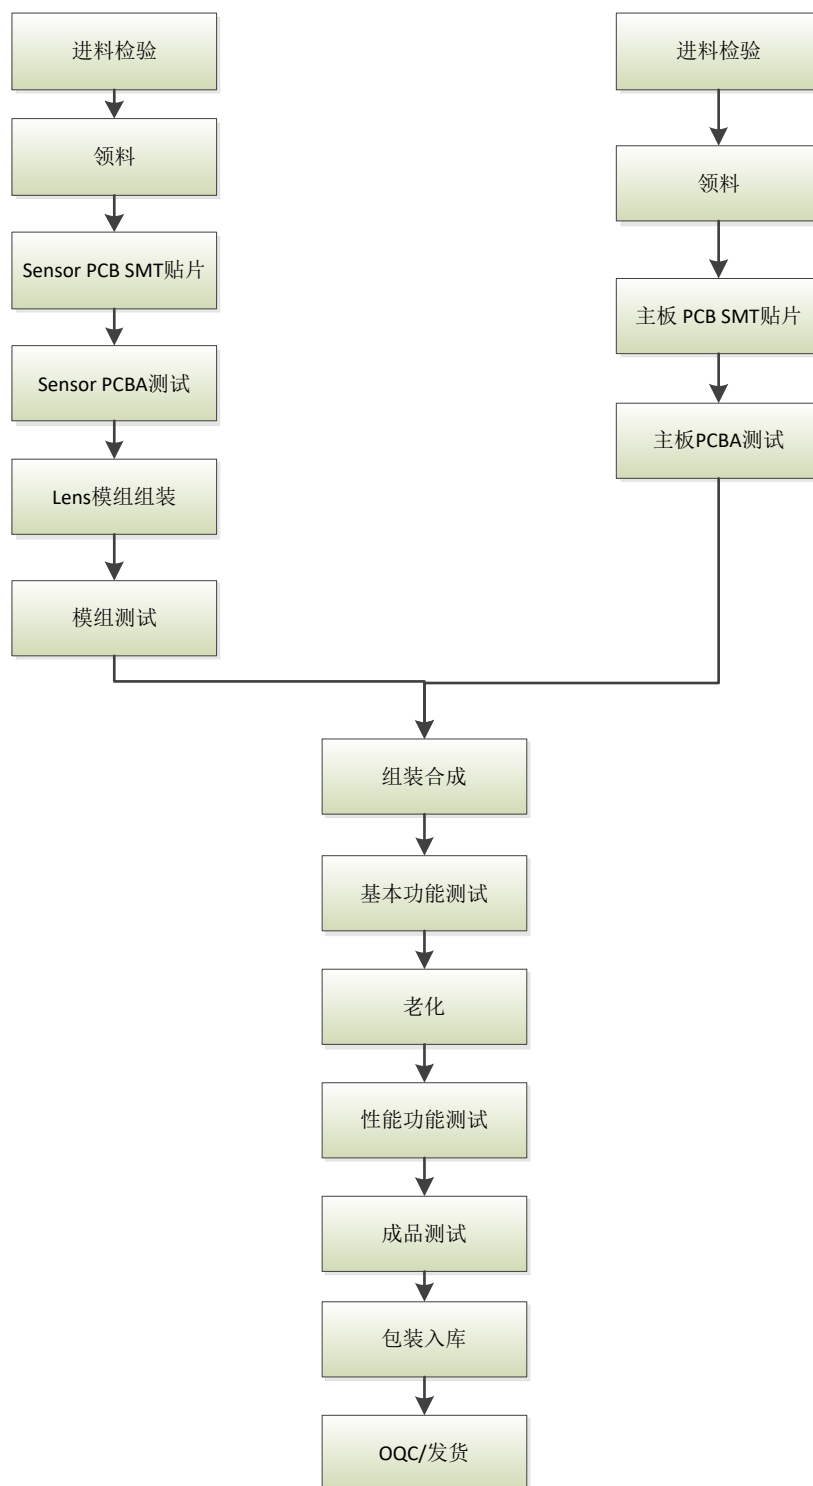 进料检验
领料
Sensor PCB SMT贴片
Sensor PCBA测试
Lens模组组装
模组测试
进料检验
领料
主板 PCB SMT贴片
主板PCBA测试
组装合成
基本功能测试
老化
性能功能测试
成品测试
包装入库
OQC/发货